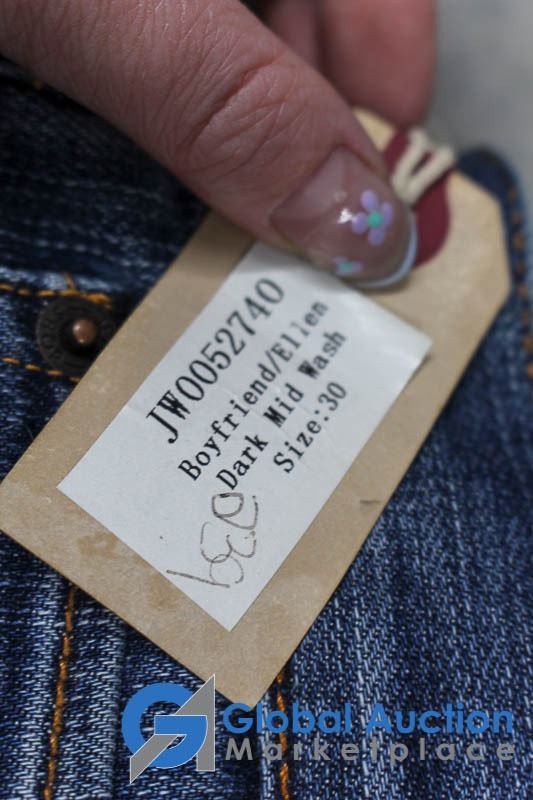 JW0052740
Boyfriend/Ellen
Dark Mid Wash
Size:30
Global Auction
Marketplace